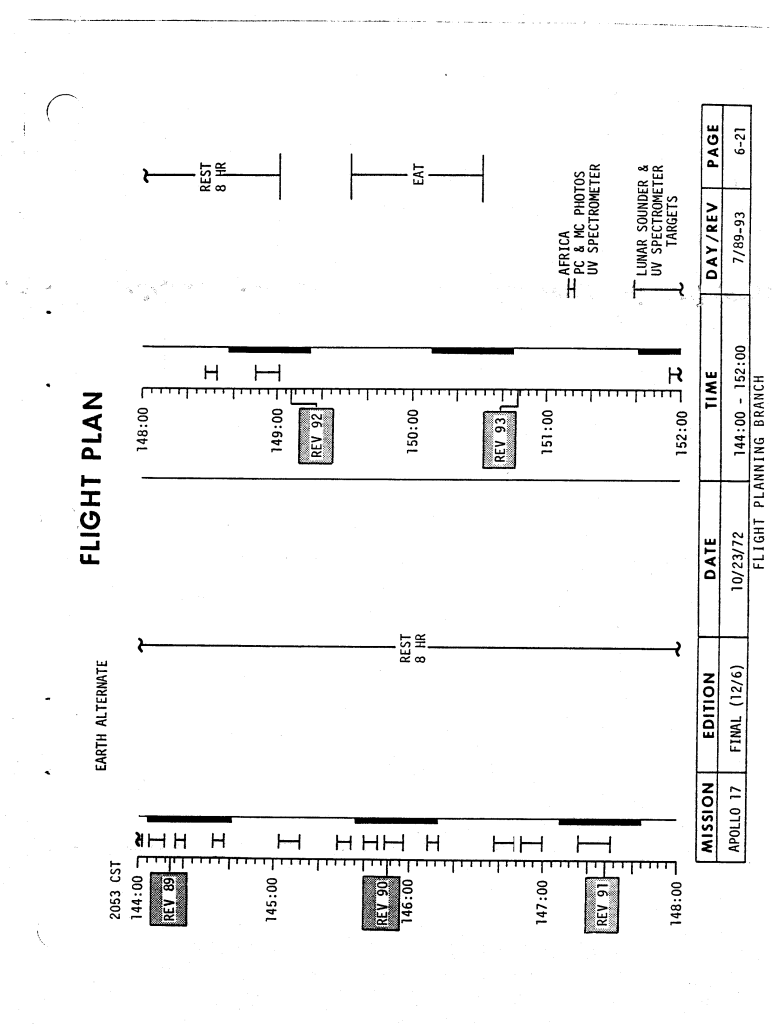 FLIGHT PLAN
EARTH ALTERNATE
2053 CST
144:00
REV 89
145:00
REV 90
146:00
147:00
REV 91
148:00
REST
8 HR
148:00
149:00
REV 92
150:00
REV 93
151:00
152:00
REST
8 HR
EAT
AFRICA
PC & MC PHOTOS
UV SPECTROMETER
LUNAR SOUNDER &
UV SPECTROMETER
TARGETS
MISSION EDITION DATE TIME DAY/REV PAGE
APOLLO 17 FINAL (12/6) 10/23/72 144:00 - 152:00 7/89-93 6-21
FLIGHT PLANNING BRANCH